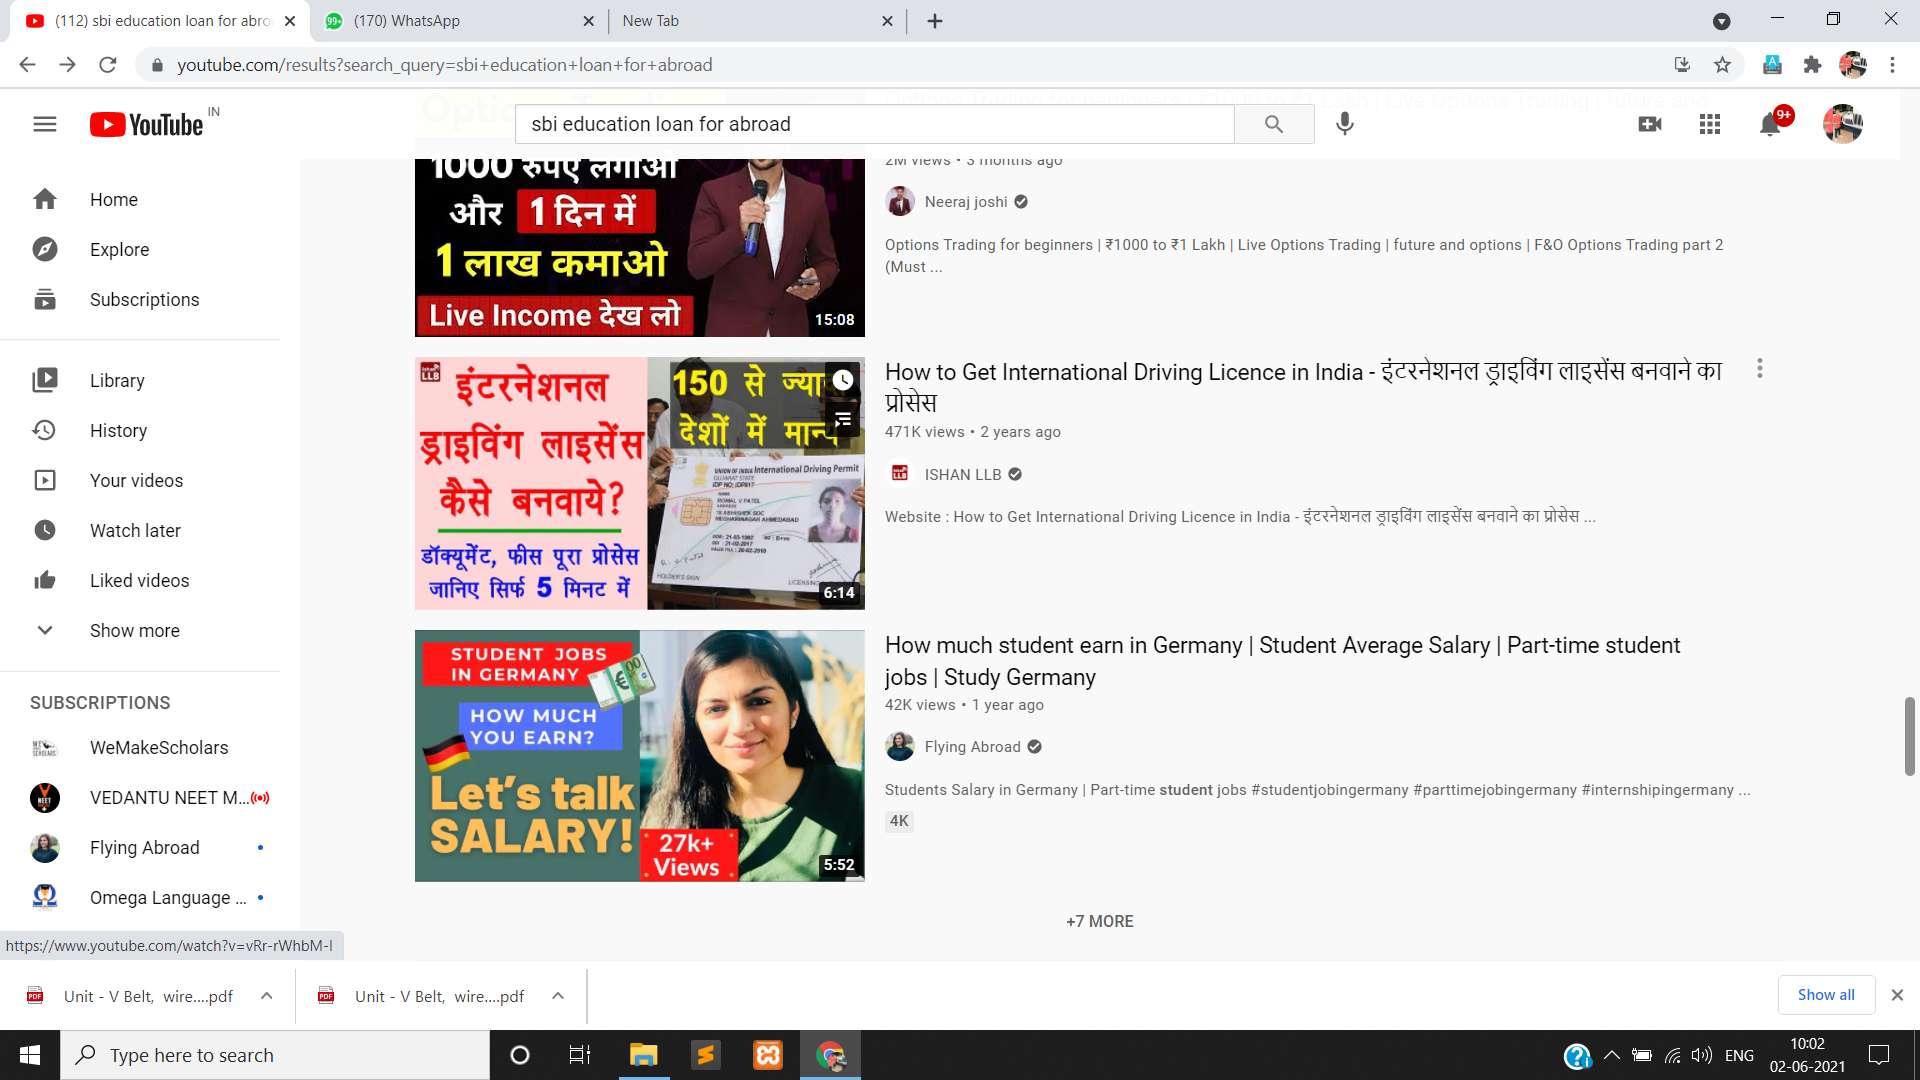 (112) sbi education loan for abro
(170) WhatsApp
New Tab
youtube.com/results?search_query=sbi+education+loan+for+abroad
YouTube IN
sbi education loan for abroad
9+
Home
Explore
Subscriptions
Library
History
Your videos
Watch later
Liked videos
Show more
SUBSCRIPTIONS
WeMakeScholars
VEDANTU NEET M...
Flying Abroad
Omega Language ...
1000 रुपए लगाओ
और 1 दिन में
1 लाख कमाओ
Live Income देख लो
15:08
2M views • 3 months ago
Neeraj joshi
Options Trading for beginners | ₹1000 to ₹1 Lakh | Live Options Trading | future and options | F&O Options Trading part 2
(Must ...
इंटरनेशनल
ड्राइविंग लाइसेंस
कैसे बनवाये?
डॉक्यूमेंट, फीस पूरा प्रोसेस
जानिए सिर्फ 5 मिनट में
150 से ज्या
देशों में मान्य
UNION OF INDIA International Driving Permit
GUJARAT STATE
6:14
How to Get International Driving Licence in India - इंटरनेशनल ड्राइविंग लाइसेंस बनवाने का
प्रोसेस
471K views • 2 years ago
ISHAN LLB
Website : How to Get International Driving Licence in India - इंटरनेशनल ड्राइविंग लाइसेंस बनवाने का प्रोसेस ...
STUDENT JOBS
IN GERMANY
HOW MUCH
YOU EARN?
Let's talk
SALARY!
27k+
Views
5:52
How much student earn in Germany | Student Average Salary | Part-time student
jobs | Study Germany
42K views • 1 year ago
Flying Abroad
Students Salary in Germany | Part-time student jobs #studentjobingermany #parttimejobingermany #internshipingermany ...
4K
+7 MORE
https://www.youtube.com/watch?v=vRr-rWhbM-I
Unit - V Belt, wire....pdf
Unit - V Belt, wire....pdf
Show all
Type here to search
ENG
10:02
02-06-2021